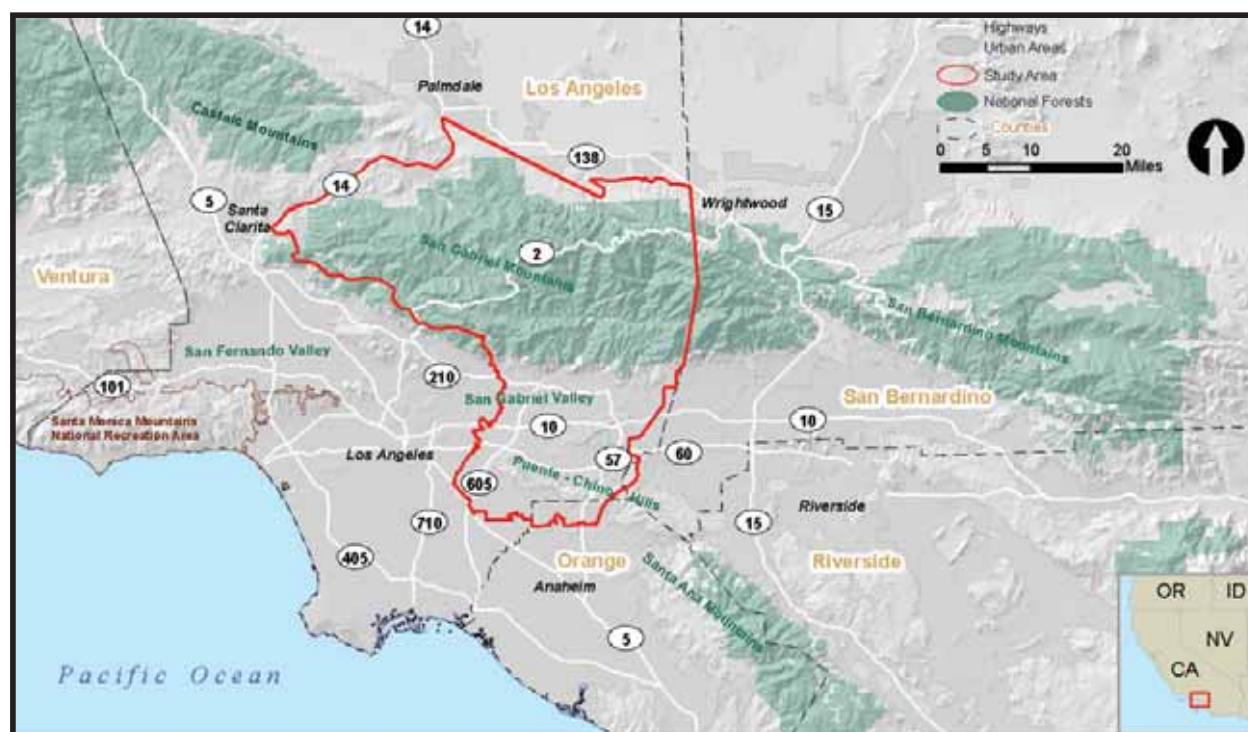 14
Palmdale
Los Angeles
Highways
Urban Areas
Study Area
National Forests
Counties
0 5 10 20
Miles
Castaic Mountains
138
14
5
Santa
Clarita
Wrightwood
15
San Gabriel Mountains
2
Ventura
San Bernardino Mountains
San Fernando Valley
101
210
San Gabriel Valley
San Bernardino
Santa Monica Mountains
National Recreation Area
10
10
Los Angeles
57
60
605
Puente - Chino Hills
710
15
Riverside
405
Orange
Riverside
Anaheim
Santa Ana Mountains
5
Pacific Ocean
OR
ID
NV
CA